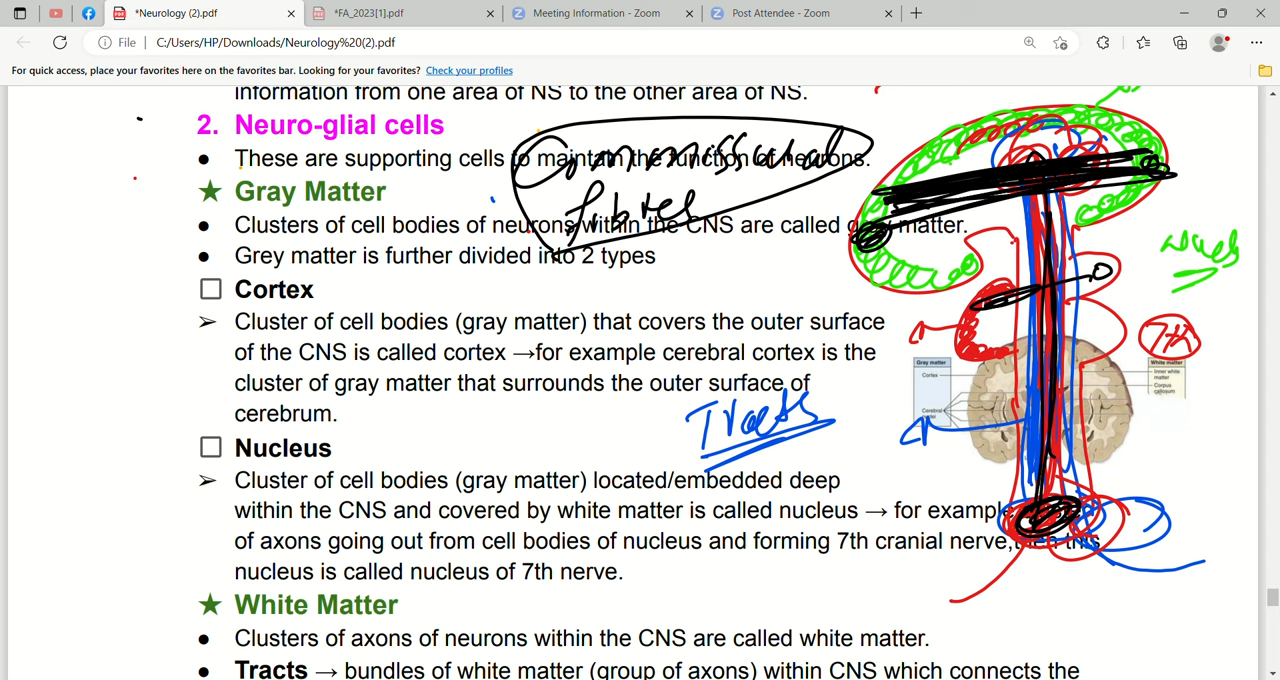 *Neurology (2).pdf
*FA_2023[1].pdf
Meeting Information - Zoom
Post Attendee - Zoom
File
C:/Users/HP/Downloads/Neurology%20(2).pdf
For quick access, place your favorites here on the favorites bar. Looking for your favorites? Check your profiles
information from one area of NS to the other area of NS.
2. Neuro-glial cells
● These are supporting cells to maintain the function of neurons.
Commissural
fibres
★ Gray Matter
● Clusters of cell bodies of neurons within the CNS are called gray matter.
● Grey matter is further divided into 2 types
☐ Cortex
➢ Cluster of cell bodies (gray matter) that covers the outer surface
of the CNS is called cortex →for example cerebral cortex is the
cluster of gray matter that surrounds the outer surface of
cerebrum.
7th
Gray matter
Cortex
Cerebral
White matter
Inner white
matter
Corpus
callosum
Tracts
☐ Nucleus
➢ Cluster of cell bodies (gray matter) located/embedded deep
within the CNS and covered by white matter is called nucleus → for example
of axons going out from cell bodies of nucleus and forming 7th cranial nerve,then this
nucleus is called nucleus of 7th nerve.
★ White Matter
● Clusters of axons of neurons within the CNS are called white matter.
● Tracts → bundles of white matter (group of axons) within CNS which connects the